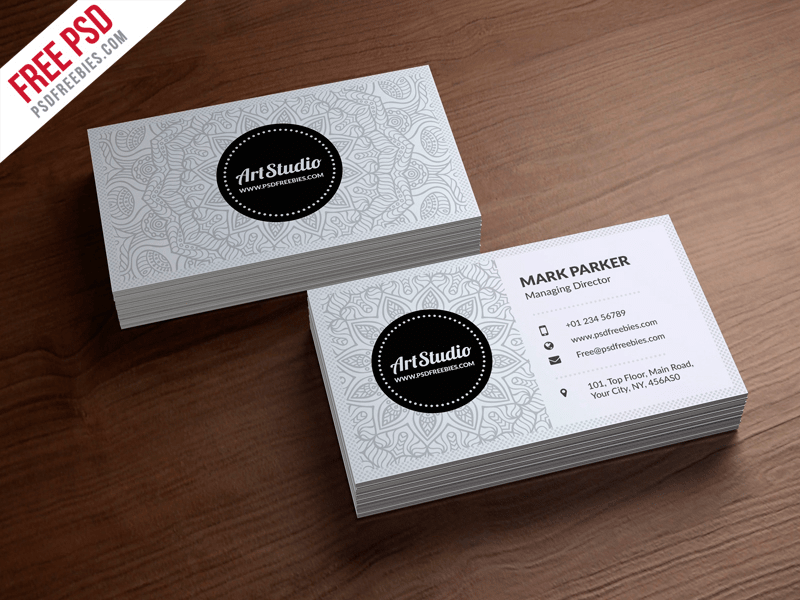 FREE PSD
PSDFREEBIES.COM
ArtStudio
WWW.PSDFREEBIES.COM
ArtStudio
WWW.PSDFREEBIES.COM
MARK PARKER
Managing Director
+01 234 56789
www.psdfreebies.com
Free@psdfreebies.com
101, Top Floor, Main Road,
Your City, NY, 456AS0